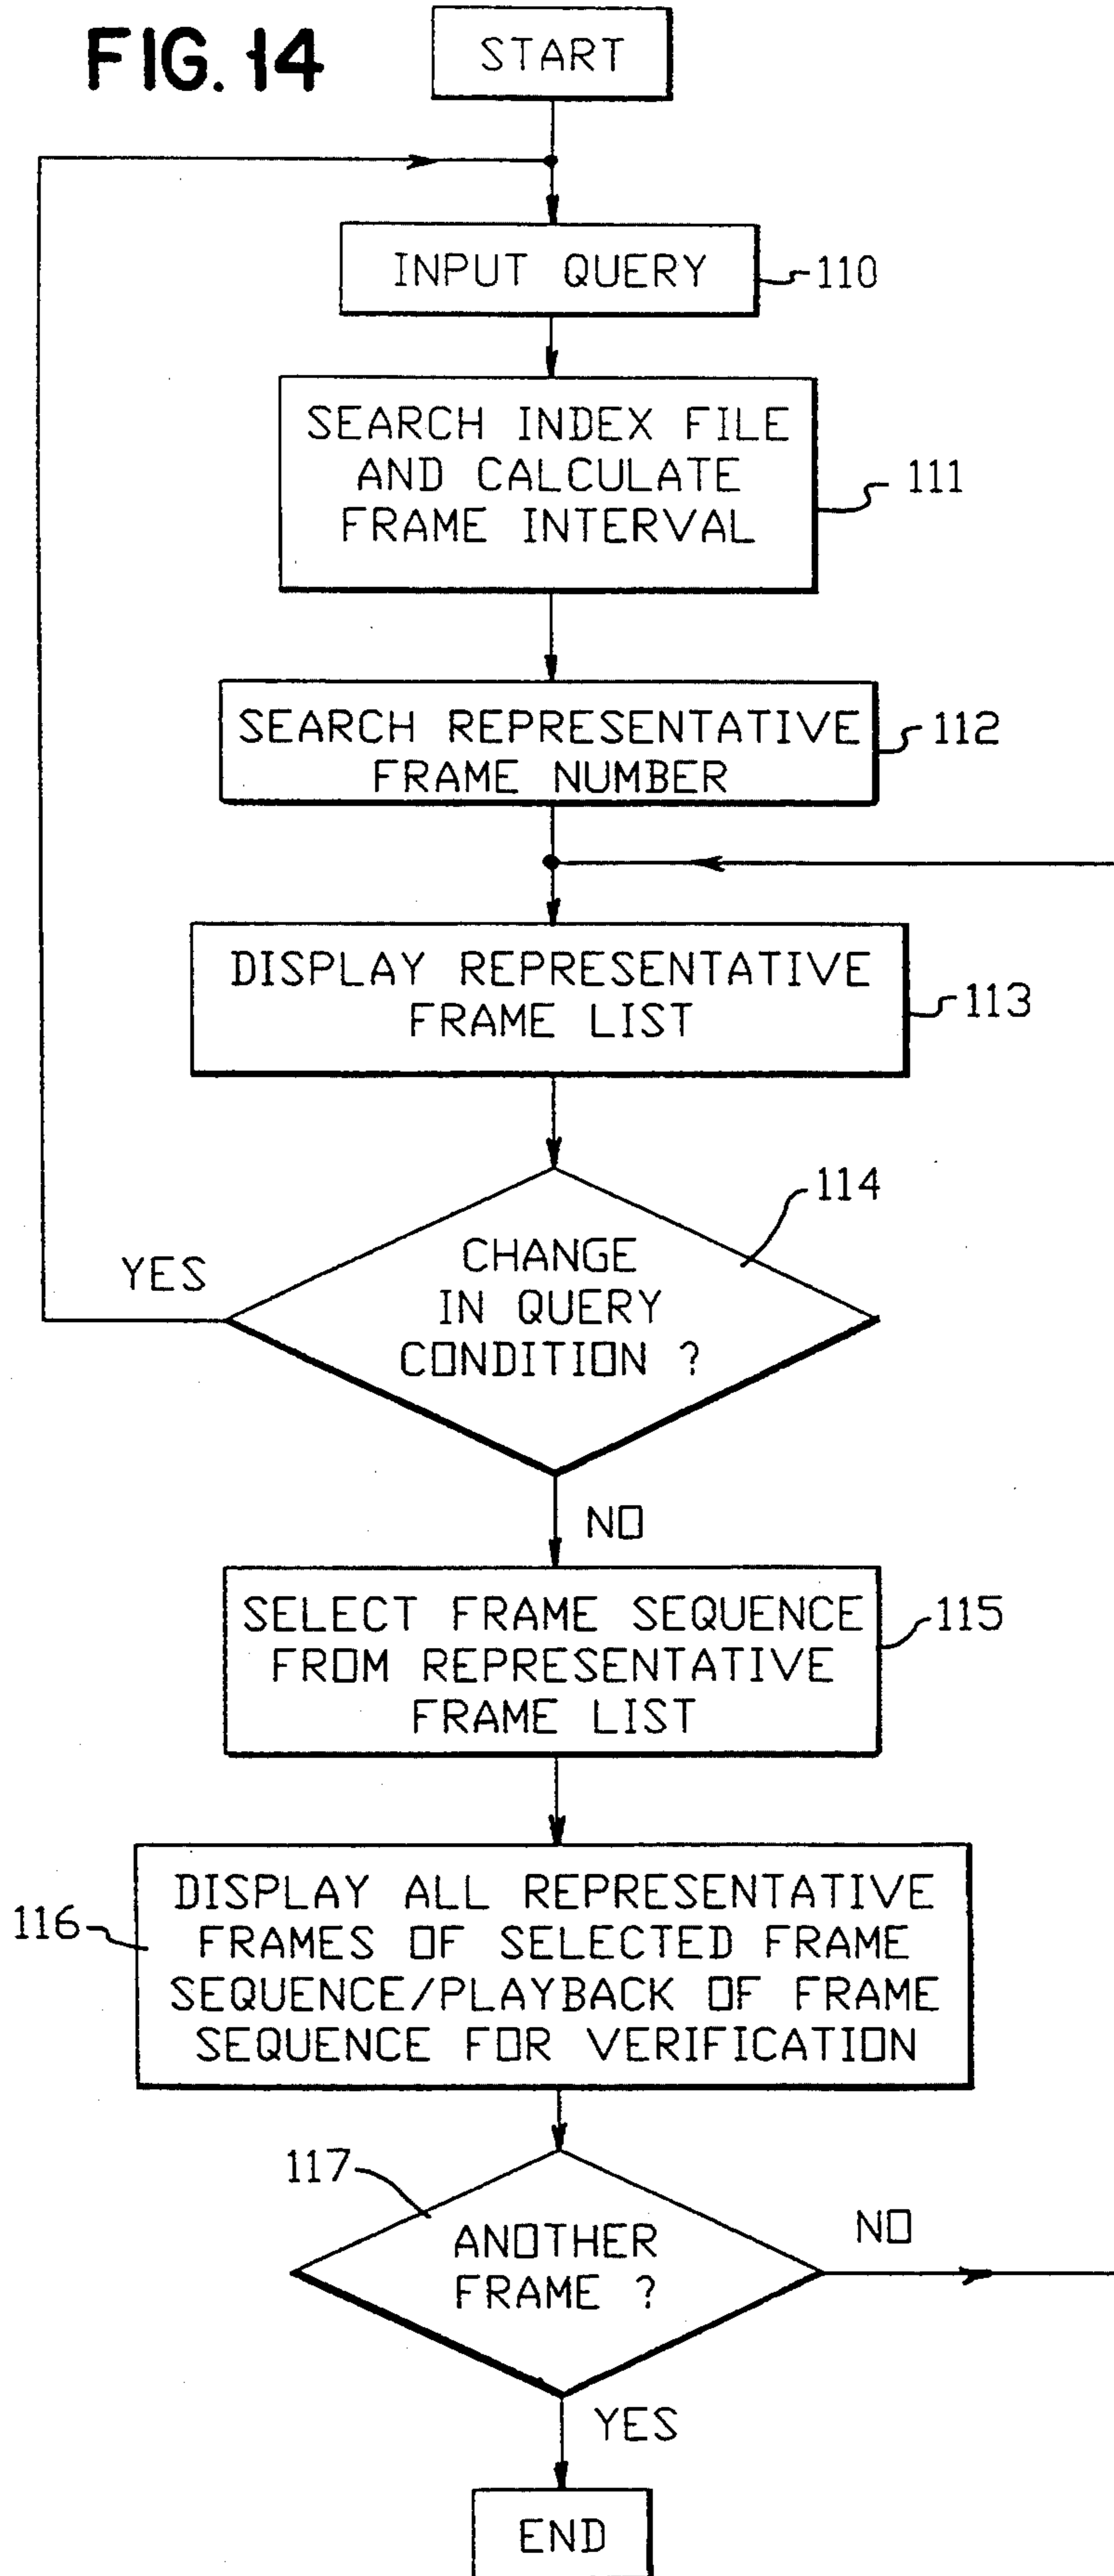 FIG. 14
START
INPUT QUERY
110
SEARCH INDEX FILE
AND CALCULATE
FRAME INTERVAL
111
SEARCH REPRESENTATIVE
FRAME NUMBER
112
DISPLAY REPRESENTATIVE
FRAME LIST
113
114
YES
CHANGE
IN QUERY
CONDITION ?
NO
SELECT FRAME SEQUENCE
FROM REPRESENTATIVE
FRAME LIST
115
116
DISPLAY ALL REPRESENTATIVE
FRAMES OF SELECTED FRAME
SEQUENCE/PLAYBACK OF FRAME
SEQUENCE FOR VERIFICATION
117
ANOTHER
FRAME ?
NO
YES
END